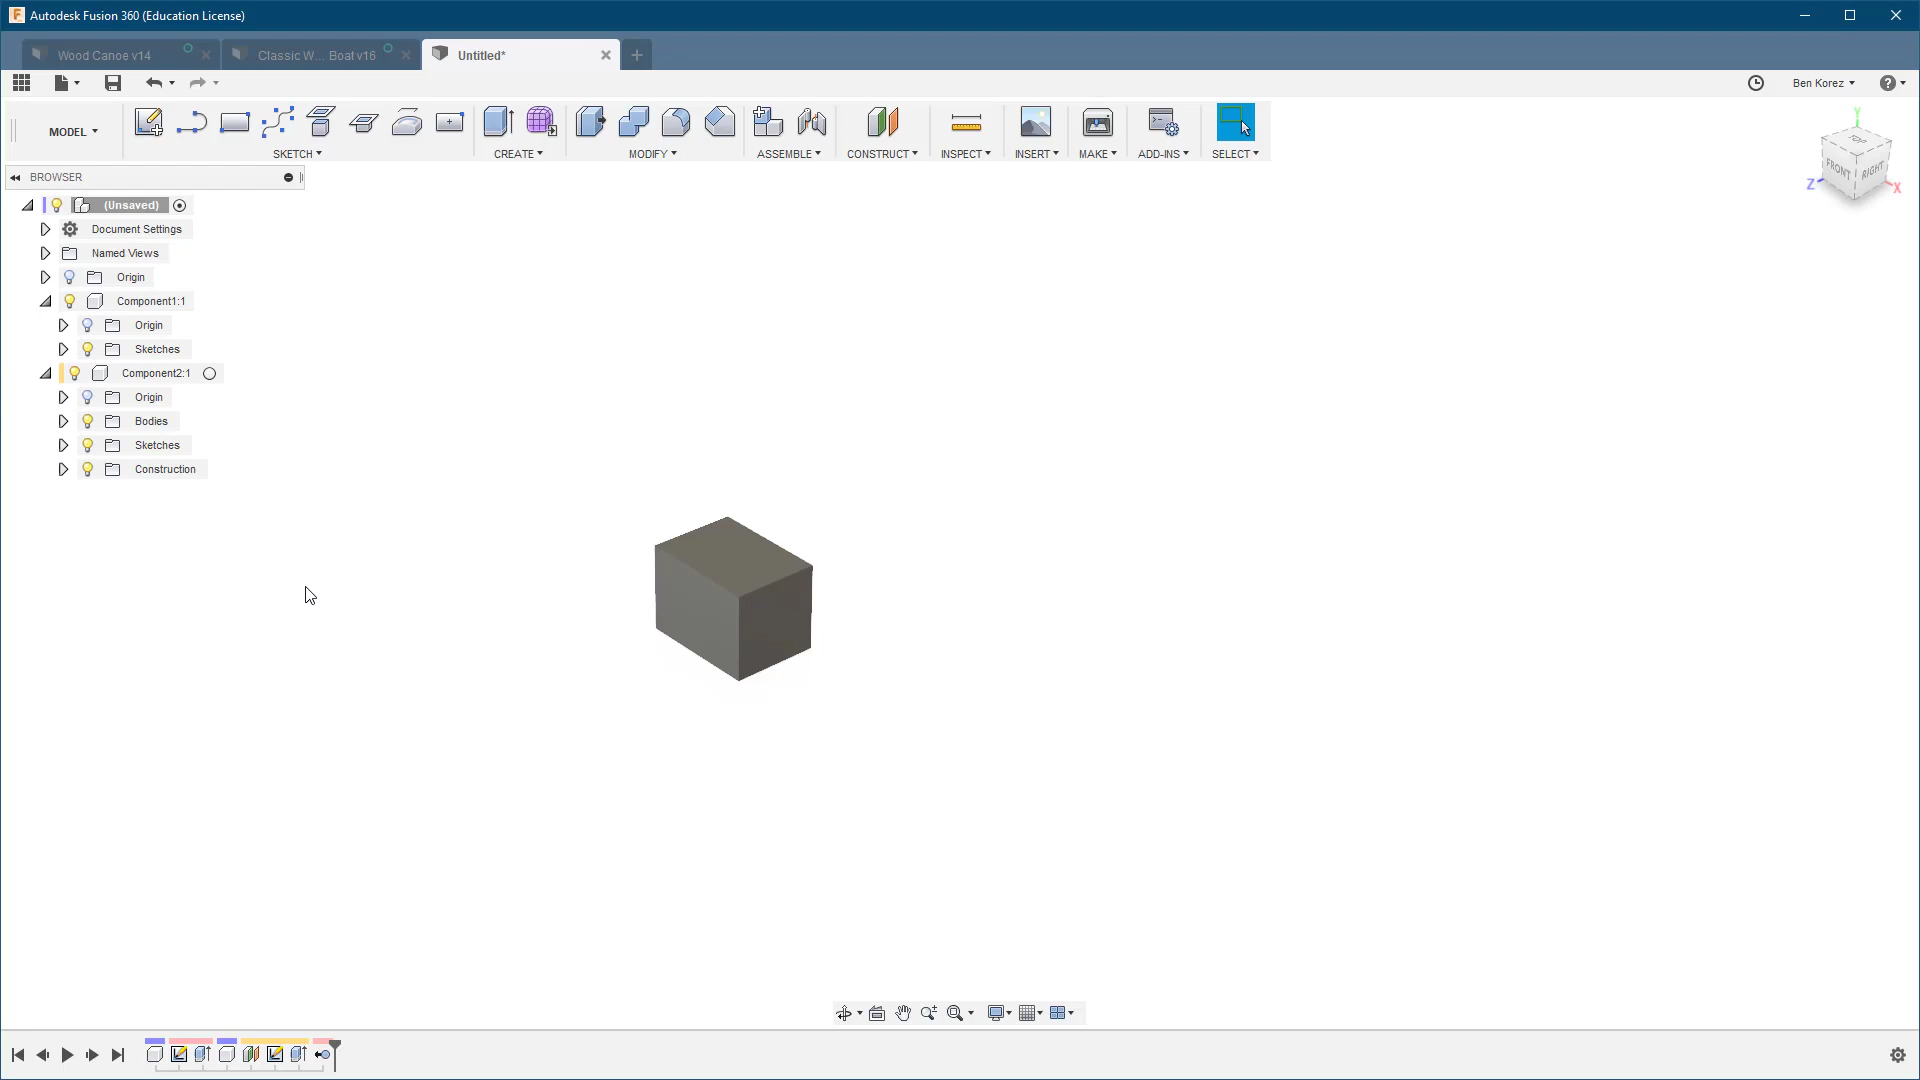 Autodesk Fusion 360 (Education License)
Wood Canoe v14
Classic W... Boat v16
Untitled*
Ben Korez
MODEL
SKETCH
CREATE
MODIFY
ASSEMBLE
CONSTRUCT
INSPECT
INSERT
MAKE
ADD-INS
SELECT
Y
TOP
FRONT
RIGHT
Z
X
BROWSER
(Unsaved)
Document Settings
Named Views
Origin
Component1:1
Origin
Sketches
Component2:1
Origin
Bodies
Sketches
Construction